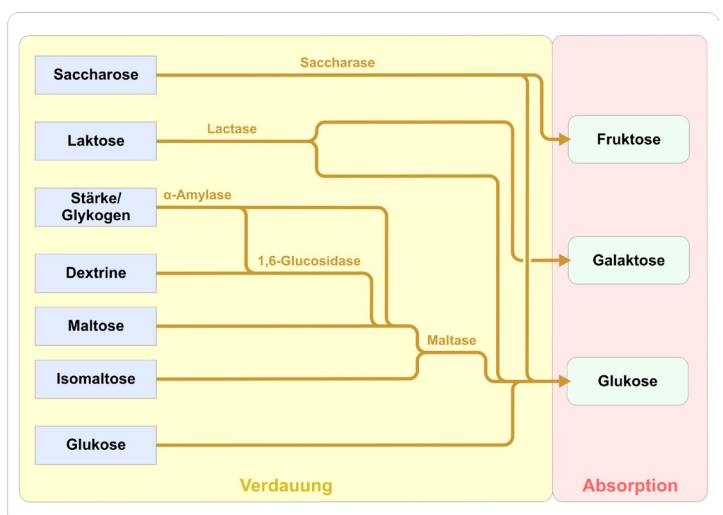 Saccharose
Saccharase
Laktose
Lactase
Fruktose
Stärke/
Glykogen
α-Amylase
Dextrine
1,6-Glucosidase
Galaktose
Maltose
Maltase
Isomaltose
Glukose
Glukose
Verdauung
Absorption